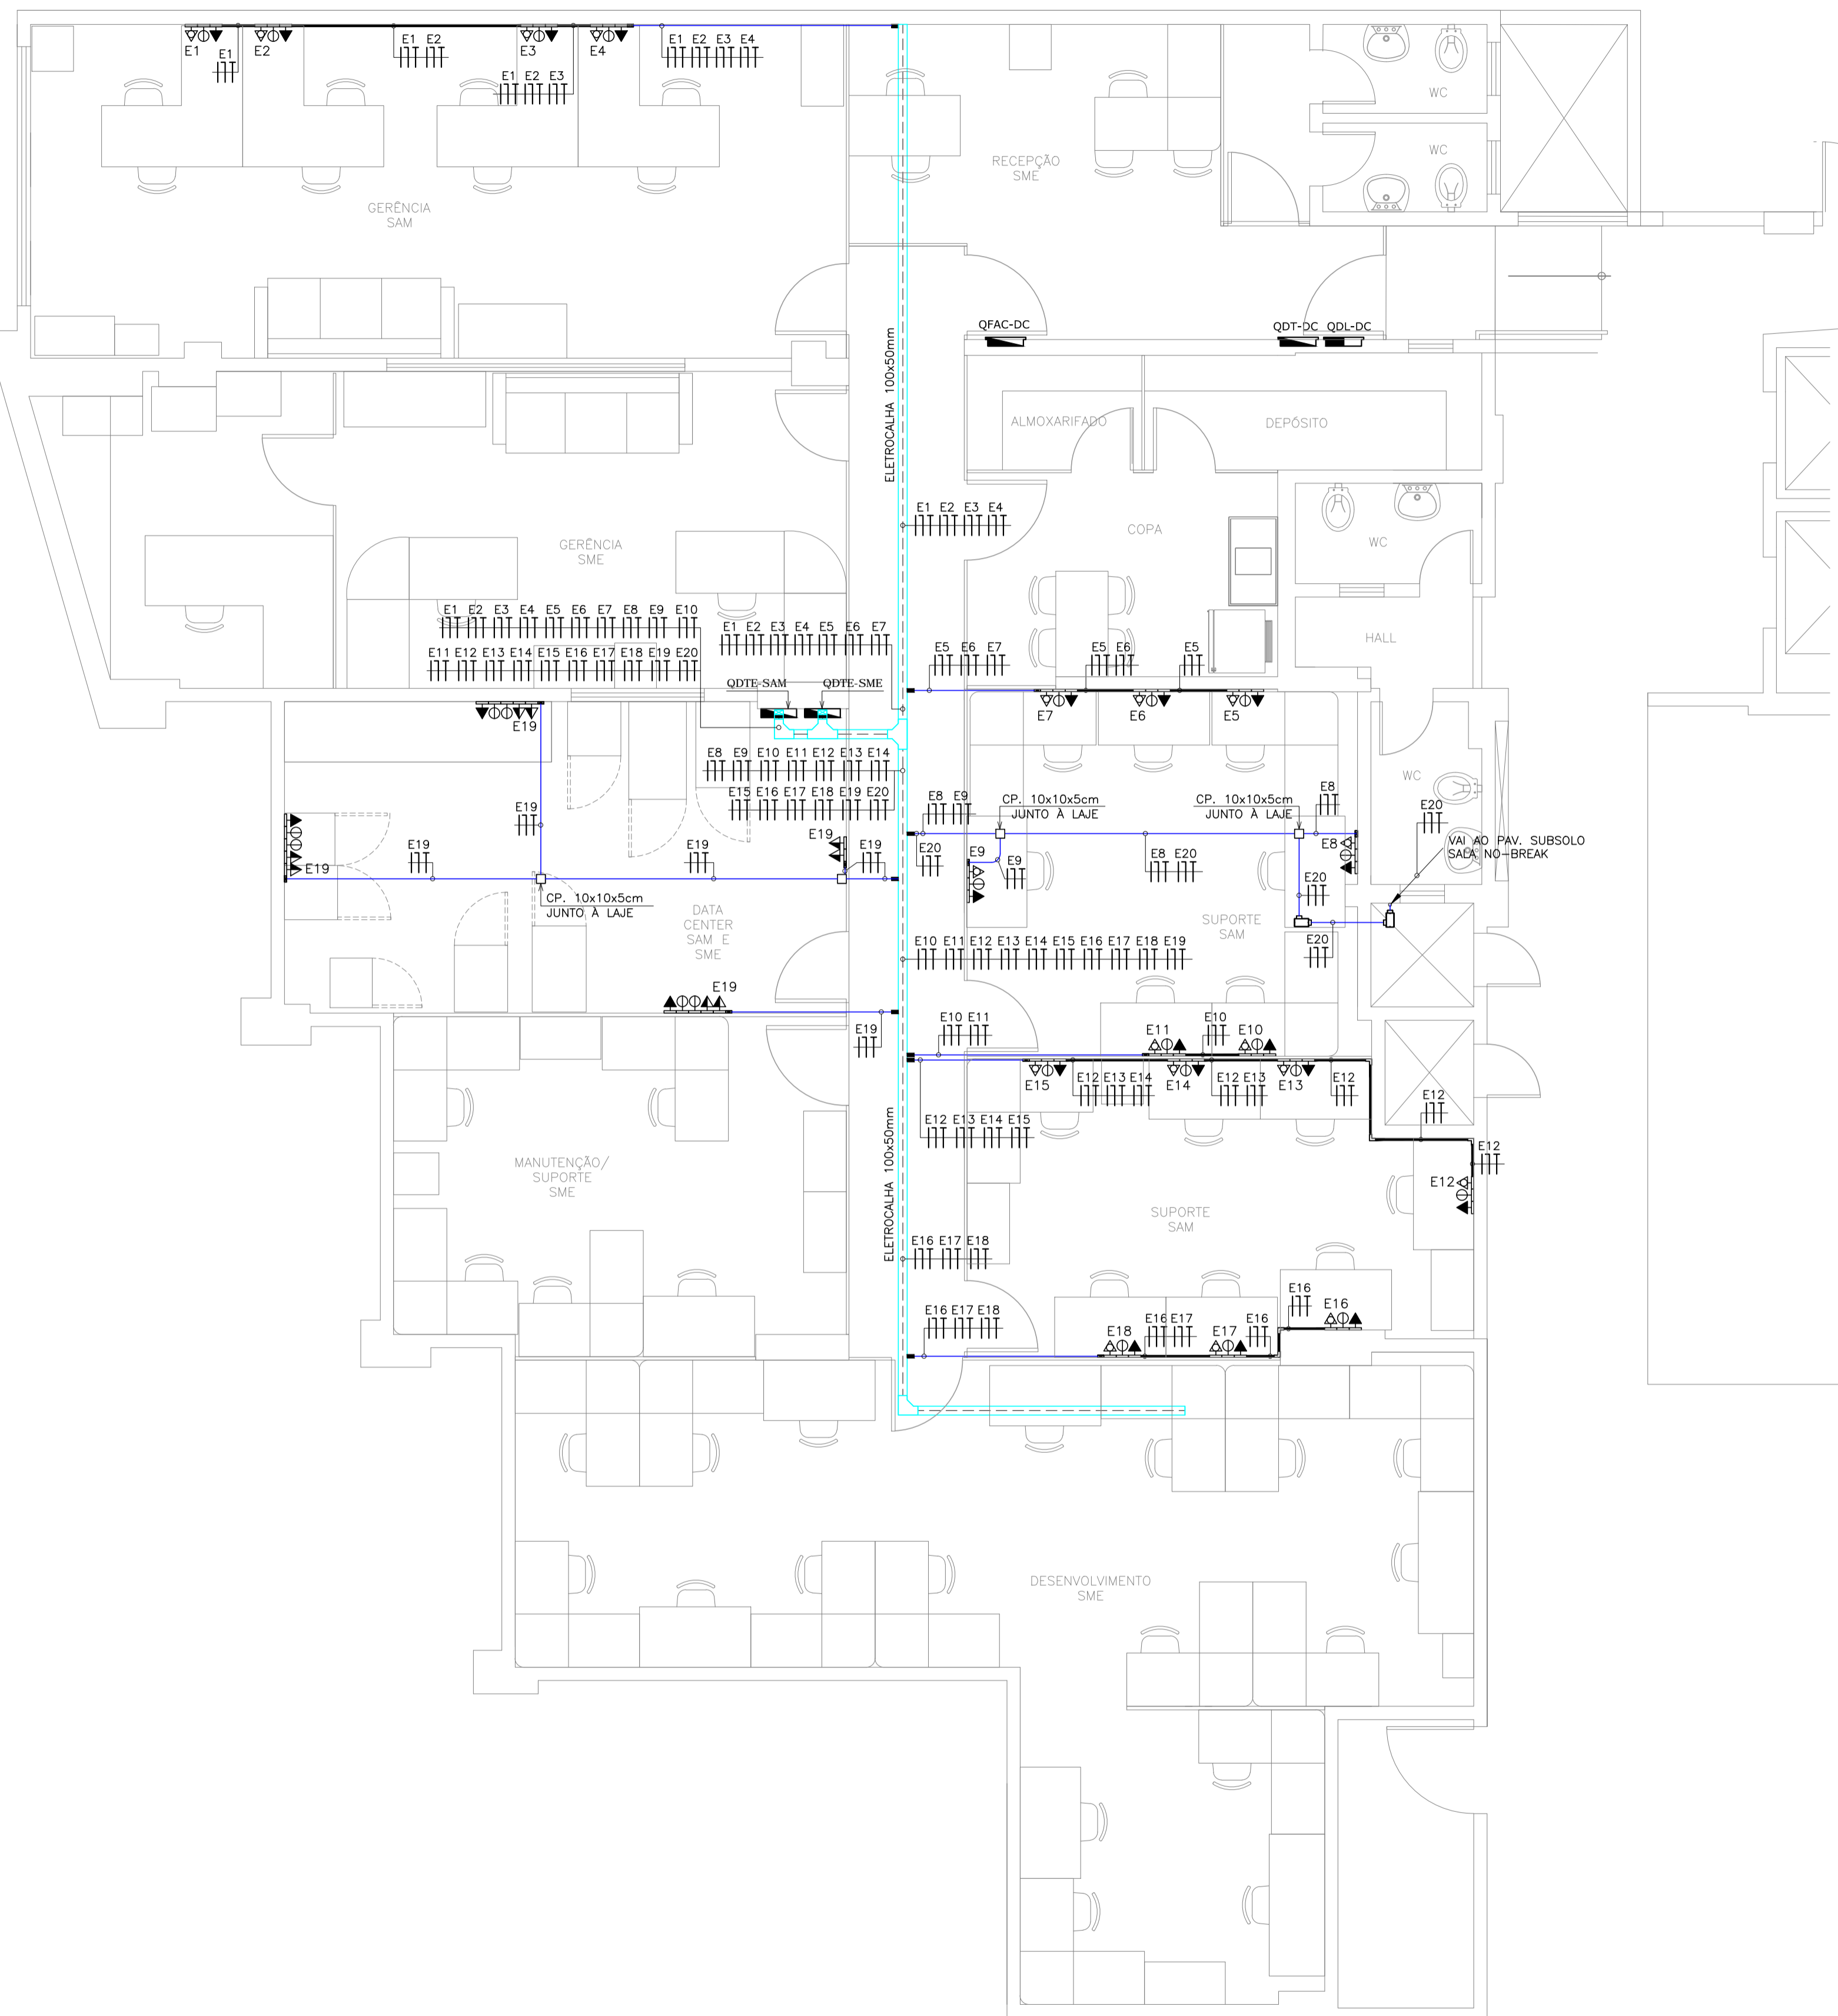 E1 E2 E3 E4
E1
E1 E2
E1 E2 E3
E1 E2 E3 E4
WC
WC
RECEPÇÃO
SME
GERÊNCIA
SAM
QFAC-DC
QDT-DC QDL-DC
ELETROCALHA 100x50mm
ALMOXARIFADO
DEPÓSITO
E1 E2 E3 E4
COPA
WC
GERÊNCIA
SME
HALL
E1 E2 E3 E4 E5 E6 E7 E8 E9 E10
E11 E12 E13 E14 E15 E16 E17 E18 E19 E20
E1 E2 E3 E4 E5 E6 E7
E5 E6 E7
E5 E6
E5
QDTE-SAM
QDTE-SME
E7
E6
E5
E19
E8 E9 E10 E11 E12 E13 E14
E15 E16 E17 E18 E19 E20
WC
E19
E8 E9
CP. 10x10x5cm
JUNTO À LAJE
CP. 10x10x5cm
JUNTO À LAJE
E8
E20
E19
E8
VAI AO PAV. SUBSOLO
SALA NO-BREAK
E19
E19
E19
E19
E20
E9
E9
E8 E20
E20
CP. 10x10x5cm
JUNTO À LAJE
DATA
CENTER
SAM E
SME
SUPORTE
SAM
E20
E10 E11 E12 E13 E14 E15 E16 E17 E18 E19
E19
E19
E10 E11
E11
E10
E10
E15
E12 E13 E14
E14
E12 E13
E13
E12
E12
E12 E13 E14 E15
E12
E12
MANUTENÇÃO/
SUPORTE
SME
ELETROCALHA 100x50mm
SUPORTE
SAM
E16 E17 E18
E16 E17 E18
E18
E16 E17
E17
E16
E16
E16
DESENVOLVIMENTO
SME